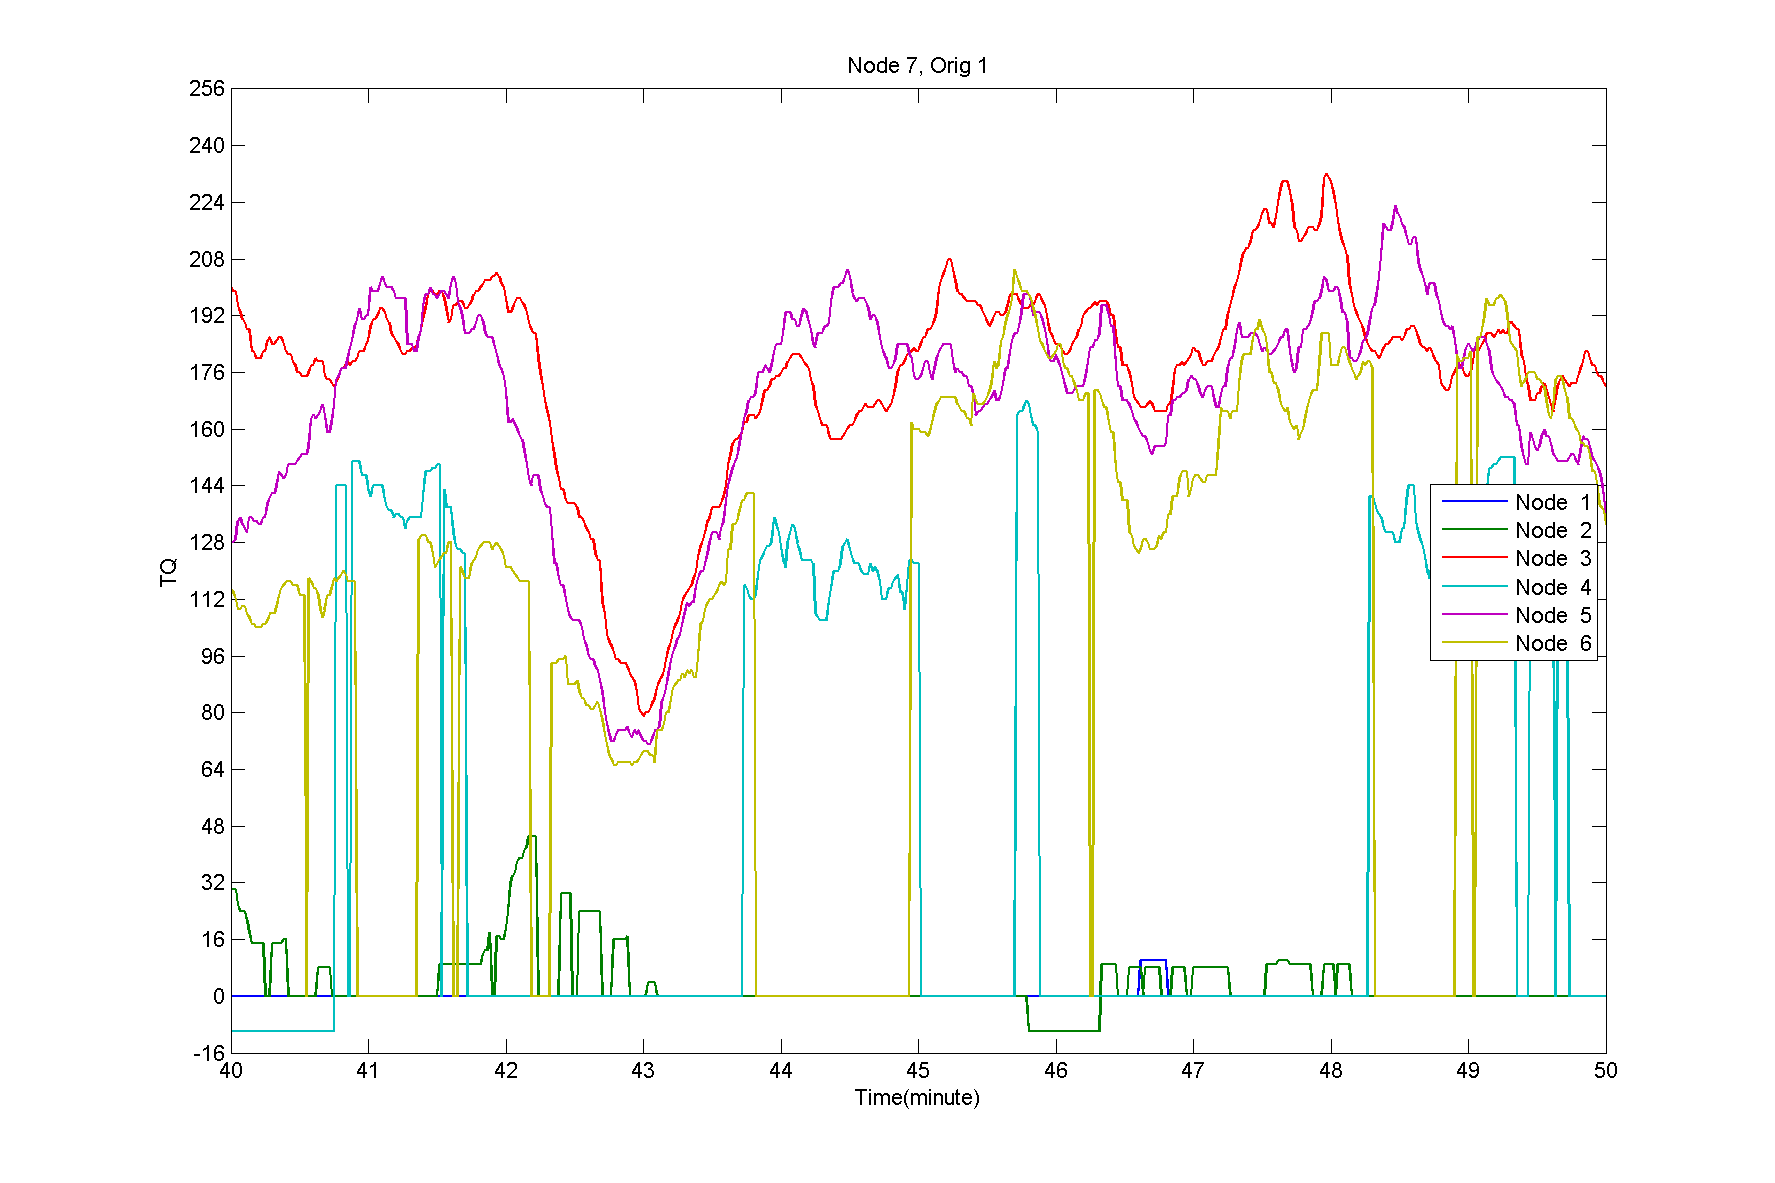 Node 7, Orig 1
256
240
224
208
192
176
160
144
128
112
96
80
64
48
32
16
0
-16
TQ
Node 1
Node 2
Node 3
Node 4
Node 5
Node 6
40 41 42 43 44 45 46 47 48 49 50
Time(minute)